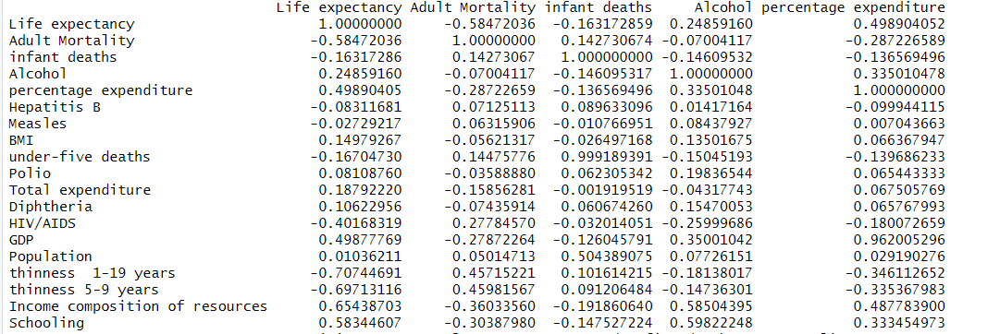 Life expectancy Adult Mortality infant deaths Alcohol percentage expenditure
Life expectancy 1.00000000 -0.58472036 -0.163172859 0.24859160 0.498904052
Adult Mortality -0.58472036 1.00000000 0.142730674 -0.07004117 -0.287226589
infant deaths -0.16317286 0.14273067 1.000000000 -0.14609532 -0.136569496
Alcohol 0.24859160 -0.07004117 -0.146095317 1.00000000 0.335010478
percentage expenditure 0.49890405 -0.28722659 -0.136569496 0.33501048 1.000000000
Hepatitis B -0.08311681 0.07125113 0.089633096 0.01417164 -0.099944115
Measles -0.02729217 0.06315906 -0.010766951 0.08437927 0.007043663
BMI 0.14979267 -0.05621317 -0.026497168 0.13501675 0.066367947
under-five deaths -0.16704730 0.14475776 0.999189391 -0.15045193 -0.139686233
Polio 0.08108760 -0.03588880 0.062305342 0.19836544 0.065443333
Total expenditure 0.18792220 -0.15856281 -0.001919519 -0.04317743 0.067505769
Diphtheria 0.10622956 -0.07435914 0.060674260 0.15470053 0.065767993
HIV/AIDS -0.40168319 0.27784570 -0.032014051 -0.25999686 -0.180072659
GDP 0.49877769 -0.27872264 -0.126045791 0.35001042 0.962005296
Population 0.01036211 0.05014713 0.504389075 0.07726151 0.029190276
thinness  1-19 years -0.70744691 0.45715221 0.101614215 -0.18138017 -0.346112652
thinness 5-9 years -0.69713116 0.45981567 0.091206484 -0.14736301 -0.335367983
Income composition of resources 0.65438703 -0.36033560 -0.191860640 0.58504395 0.487783900
Schooling 0.58344607 -0.30387980 -0.147527224 0.59822248 0.333454973